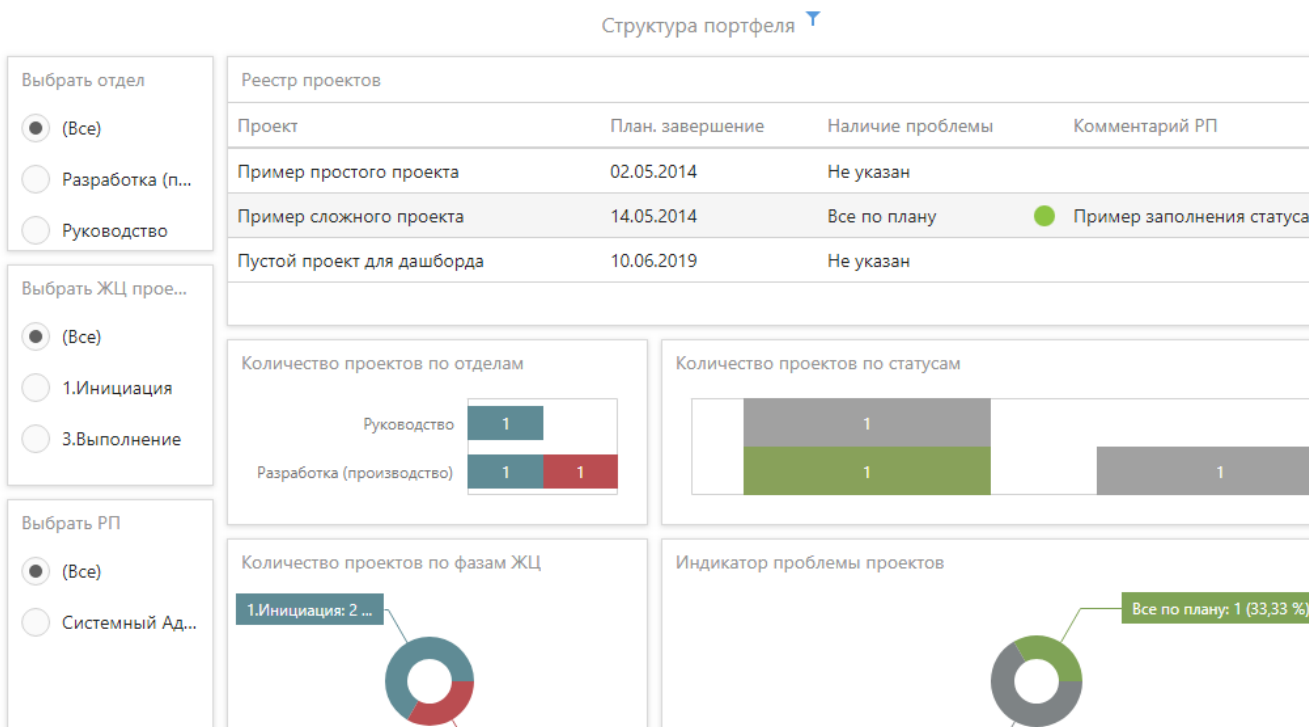 Структура портфеля
Выбрать отдел
(Все)
Разработка (п...
Руководство
Выбрать ЖЦ прое...
(Все)
1.Инициация
3.Выполнение
Выбрать РП
(Все)
Системный Ад...
Реестр проектов
Проект План. завершение Наличие проблемы Комментарий РП
Пример простого проекта 02.05.2014 Не указан
Пример сложного проекта 14.05.2014 Все по плану Пример заполнения статуса
Пустой проект для дашборда 10.06.2019 Не указан
Количество проектов по отделам
Руководство 1
Разработка (производство) 1 1
Количество проектов по статусам
1
1 1
Количество проектов по фазам ЖЦ
1.Инициация: 2 ...
Индикатор проблемы проектов
Все по плану: 1 (33,33 %)